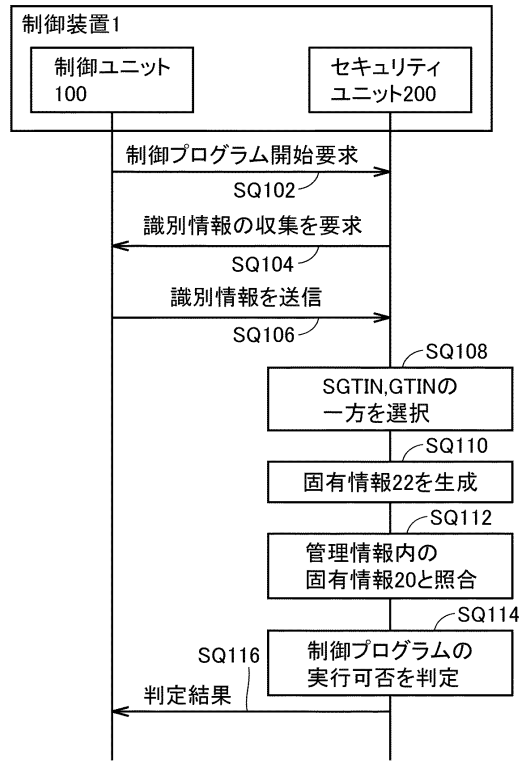 制御装置1
制御ユニット
100
セキュリティ
ユニット200
制御プログラム開始要求
SQ102
識別情報の収集を要求
SQ104
識別情報を送信
SQ106
SQ108
SGTIN,GTINの
一方を選択
SQ110
固有情報22を生成
SQ112
管理情報内の
固有情報20と照合
SQ114
制御プログラムの
実行可否を判定
SQ116
判定結果